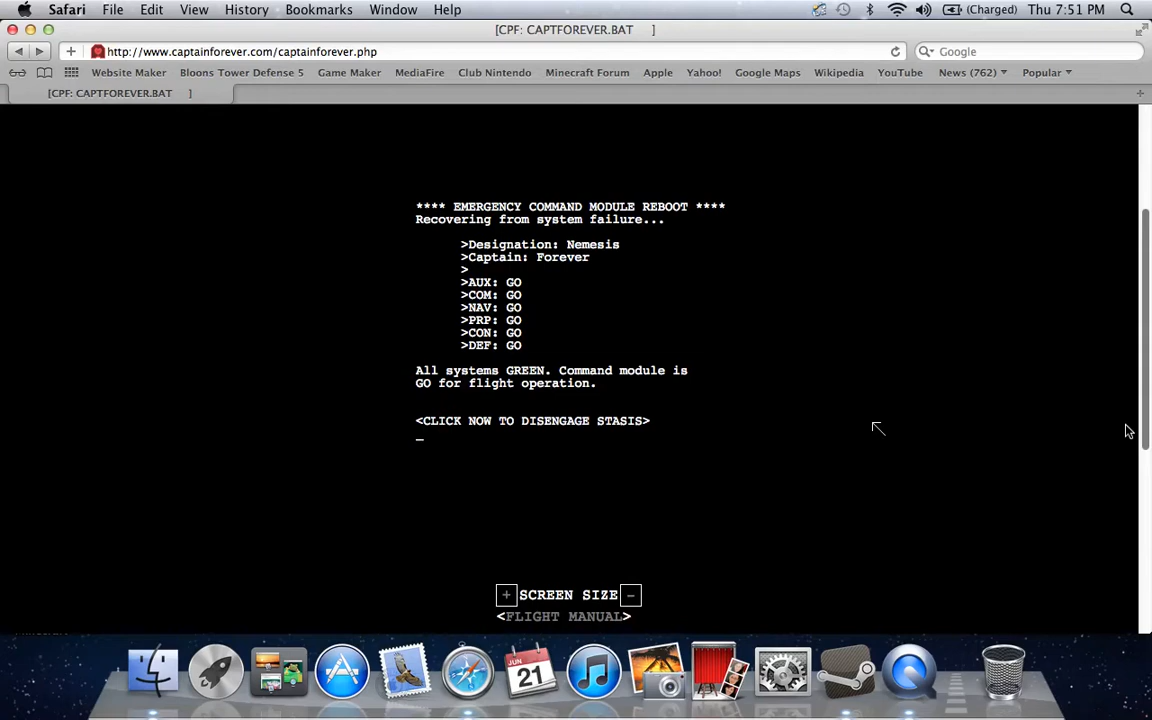 Safari File Edit View History Bookmarks Window Help (Charged) Thu 7:51 PM
[CPF: CAPTFOREVER.BAT ]
http://www.captainforever.com/captainforever.php Google
Website Maker Bloons Tower Defense 5 Game Maker MediaFire Club Nintendo Minecraft Forum Apple Yahoo! Google Maps Wikipedia YouTube News (762) Popular
[CPF: CAPTFOREVER.BAT ]
**** EMERGENCY COMMAND MODULE REBOOT ****
Recovering from system failure...
>Designation: Nemesis
>Captain: Forever
>
>AUX: GO
>COM: GO
>NAV: GO
>PRP: GO
>CON: GO
>DEF: GO
All systems GREEN. Command module is
GO for flight operation.
<CLICK NOW TO DISENGAGE STASIS>
_
+ SCREEN SIZE -
<FLIGHT MANUAL>
JUN
21